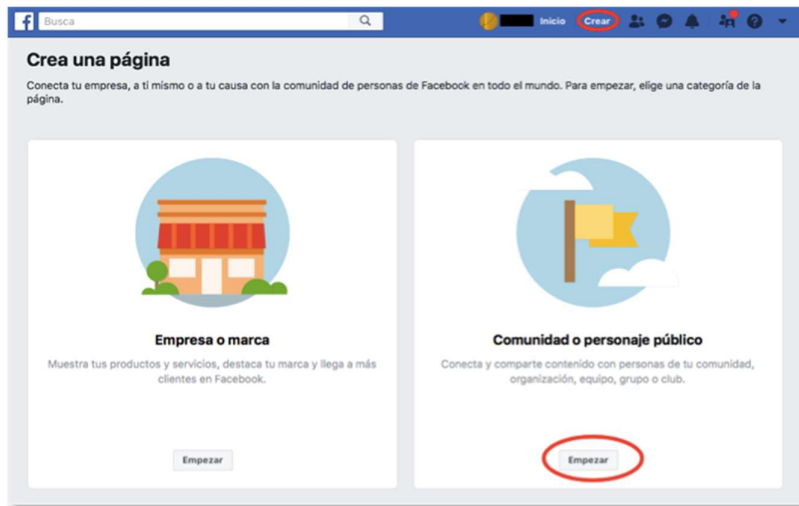 f Busca Inicio Crear
Crea una página
Conecta tu empresa, a ti mismo o a tu causa con la comunidad de personas de Facebook en todo el mundo. Para empezar, elige una categoría de la
página.
Empresa o marca
Muestra tus productos y servicios, destaca tu marca y llega a más
clientes en Facebook.
Empezar
Comunidad o personaje público
Conecta y comparte contenido con personas de tu comunidad,
organización, equipo, grupo o club.
Empezar